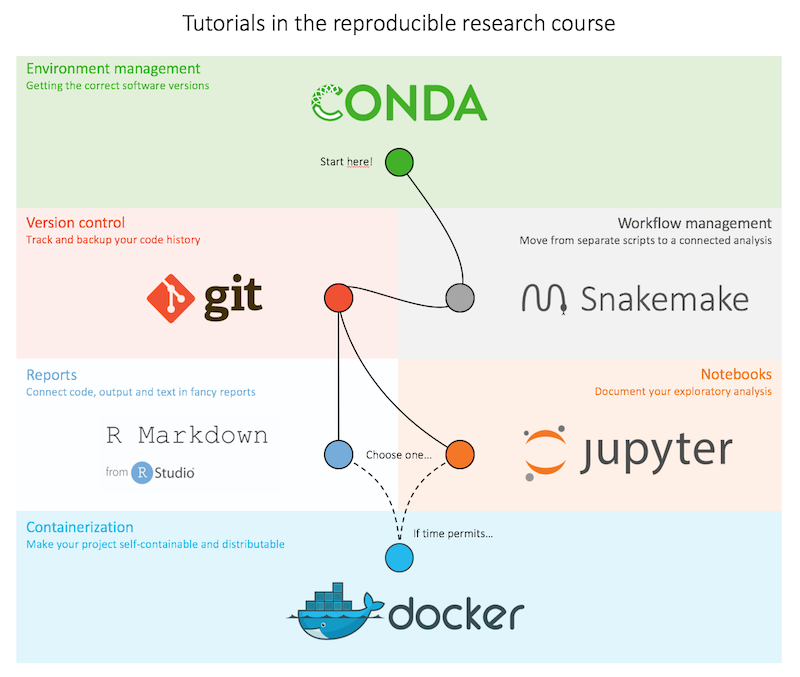 Tutorials in the reproducible research course
Environment management
Getting the correct software versions
CONDA
Start here!
Version control
Track and backup your code history
git
Workflow management
Move from separate scripts to a connected analysis
Snakemake
Reports
Connect code, output and text in fancy reports
R Markdown
from R Studio
Choose one...
Notebooks
Document your exploratory analysis
jupyter
Containerization
Make your project self-containable and distributable
If time permits...
docker